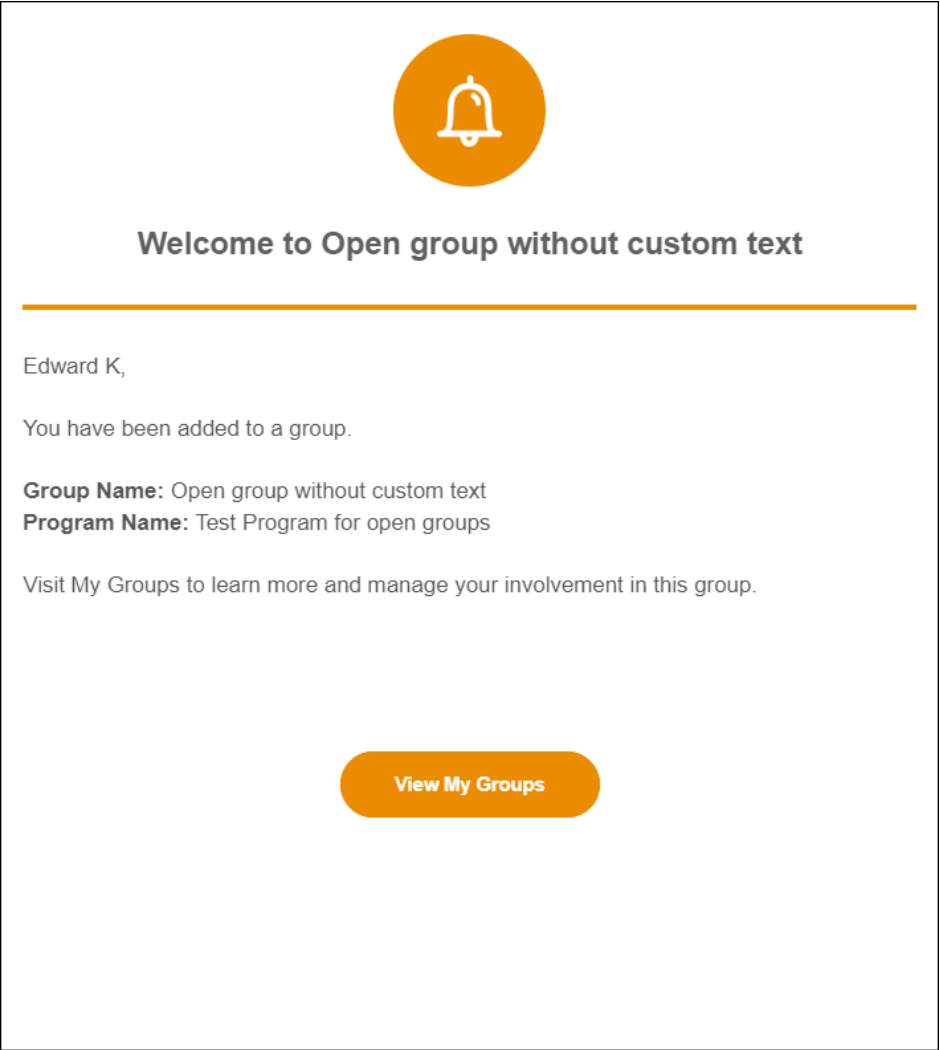 Welcome to Open group without custom text
Edward K,
You have been added to a group.
Group Name: Open group without custom text
Program Name: Test Program for open groups
Visit My Groups to learn more and manage your involvement in this group.
View My Groups